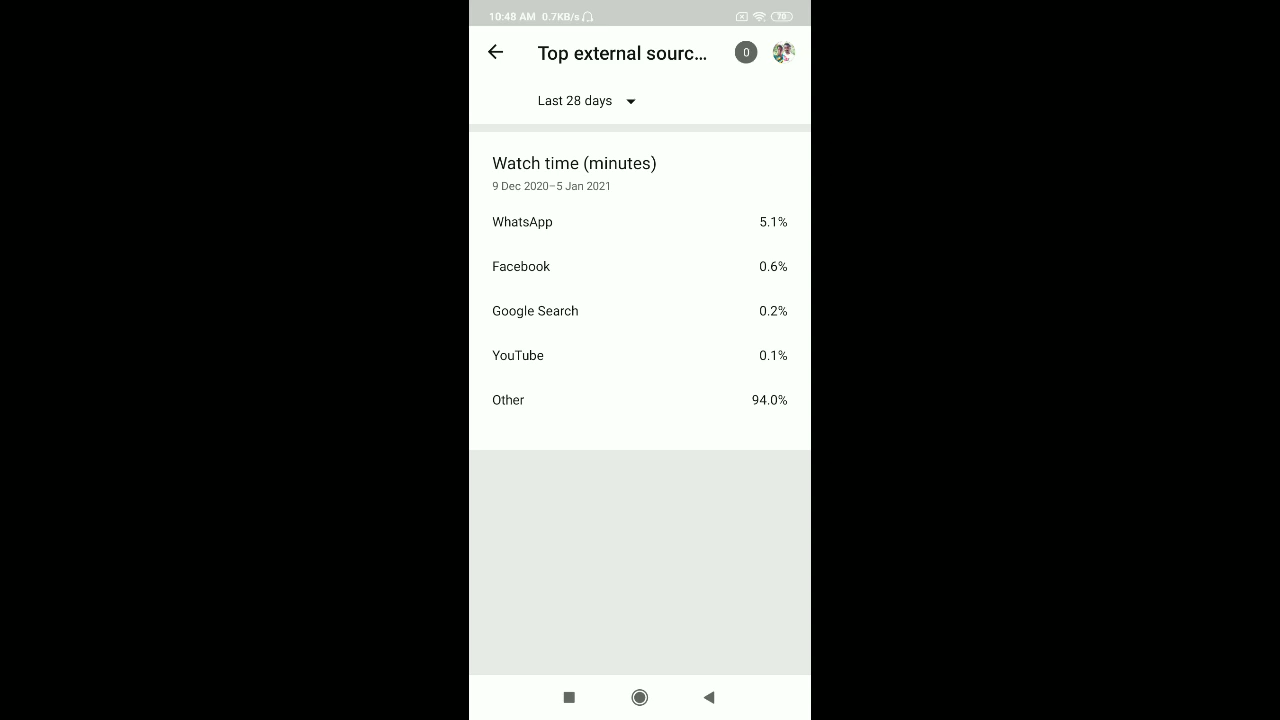 10:48 AM 0.7KB/s
70
Top external sourc...
0
Last 28 days
Watch time (minutes)
9 Dec 2020–5 Jan 2021
WhatsApp 5.1%
Facebook 0.6%
Google Search 0.2%
YouTube 0.1%
Other 94.0%